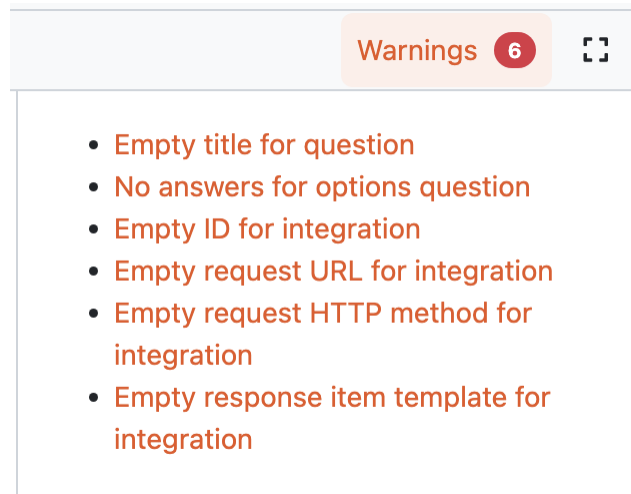 Warnings 6
Empty title for question
No answers for options question
Empty ID for integration
Empty request URL for integration
Empty request HTTP method for
integration
Empty response item template for
integration